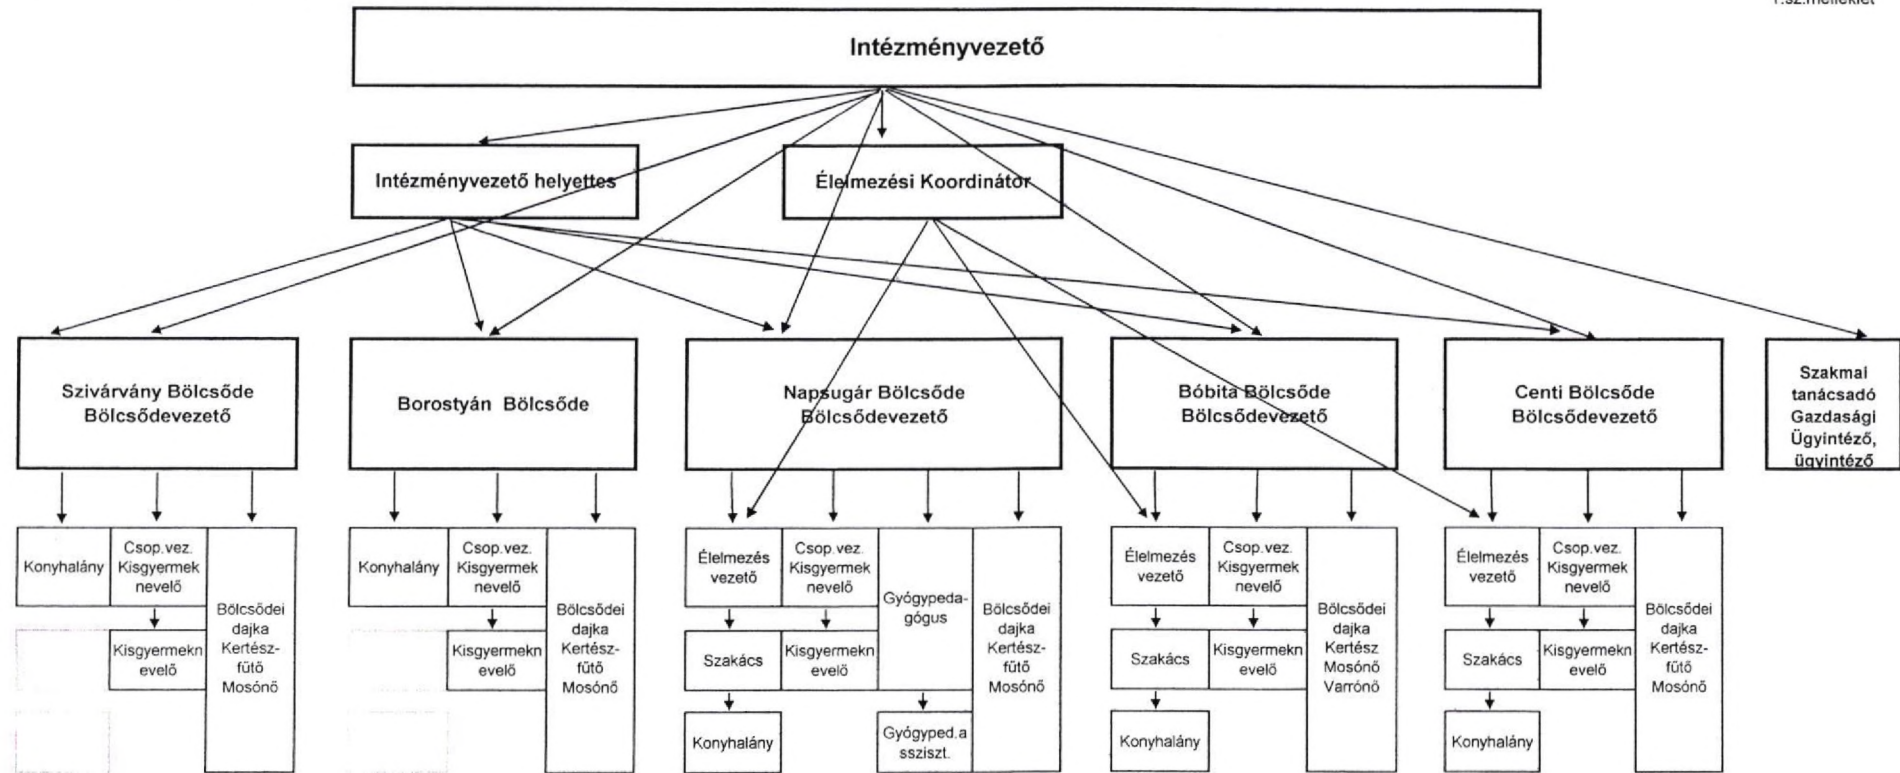 1.sz.melléklet
Intézményvezető
Intézményvezető helyettes
Élelmezési Koordinátor
Szivárvány Bölcsőde
Bölcsődevezető
Borostyán Bölcsőde
Napsugár Bölcsőde
Bölcsődevezető
Bóbita Bölcsőde
Bölcsődevezető
Centi Bölcsőde
Bölcsődevezető
Szakmai
tanácsadó
Gazdasági
Ügyintéző,
ügyintéző
Konyhalány
Csop.vez.
Kisgyermek
nevelő
Kisgyermekn
evelő
Bölcsődei
dajka
Kertész-
fűtő
Mosónő
Konyhalány
Csop.vez.
Kisgyermek
nevelő
Kisgyermekn
evelő
Bölcsődei
dajka
Kertész-
fűtő
Mosónő
Élelmezés
vezető
Szakács
Konyhalány
Csop.vez.
Kisgyermek
nevelő
Kisgyermekn
evelő
Gyógypeda-
gógus
Gyógyped.a
ssziszt.
Bölcsődei
dajka
Kertész-
fűtő
Mosónő
Élelmezés
vezető
Szakács
Konyhalány
Csop.vez.
Kisgyermek
nevelő
Kisgyermekn
evelő
Bölcsődei
dajka
Kertész
Mosónő
Varrónő
Élelmezés
vezető
Szakács
Konyhalány
Csop.vez.
Kisgyermek
nevelő
Kisgyermekn
evelő
Bölcsődei
dajka
Kertész-
fűtő
Mosónő